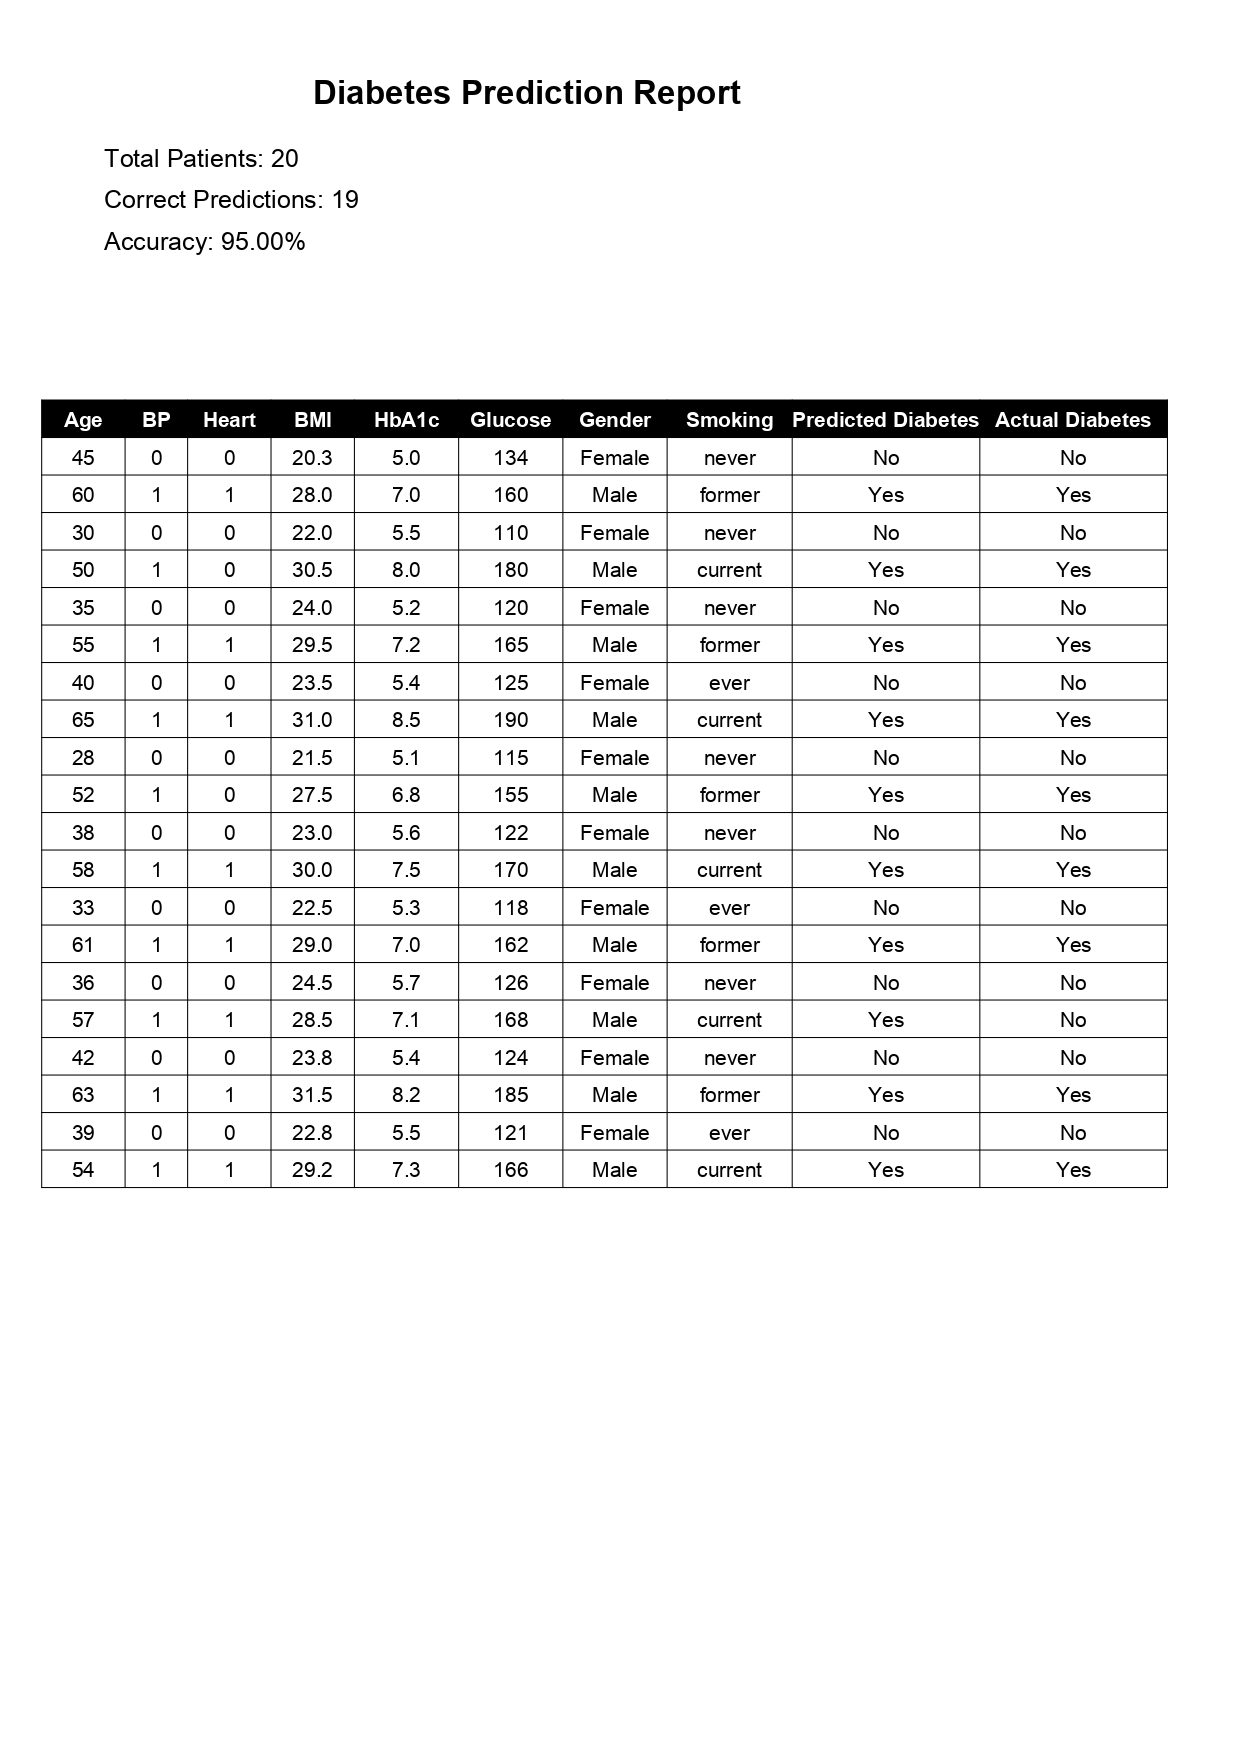 Diabetes Prediction Report
Total Patients: 20
Correct Predictions: 19
Accuracy: 95.00%
Age BP Heart BMI HbA1c Glucose Gender Smoking Predicted Diabetes Actual Diabetes
45 0 0 20.3 5.0 134 Female never No No
60 1 1 28.0 7.0 160 Male former Yes Yes
30 0 0 22.0 5.5 110 Female never No No
50 1 0 30.5 8.0 180 Male current Yes Yes
35 0 0 24.0 5.2 120 Female never No No
55 1 1 29.5 7.2 165 Male former Yes Yes
40 0 0 23.5 5.4 125 Female ever No No
65 1 1 31.0 8.5 190 Male current Yes Yes
28 0 0 21.5 5.1 115 Female never No No
52 1 0 27.5 6.8 155 Male former Yes Yes
38 0 0 23.0 5.6 122 Female never No No
58 1 1 30.0 7.5 170 Male current Yes Yes
33 0 0 22.5 5.3 118 Female ever No No
61 1 1 29.0 7.0 162 Male former Yes Yes
36 0 0 24.5 5.7 126 Female never No No
57 1 1 28.5 7.1 168 Male current Yes No
42 0 0 23.8 5.4 124 Female never No No
63 1 1 31.5 8.2 185 Male former Yes Yes
39 0 0 22.8 5.5 121 Female ever No No
54 1 1 29.2 7.3 166 Male current Yes Yes